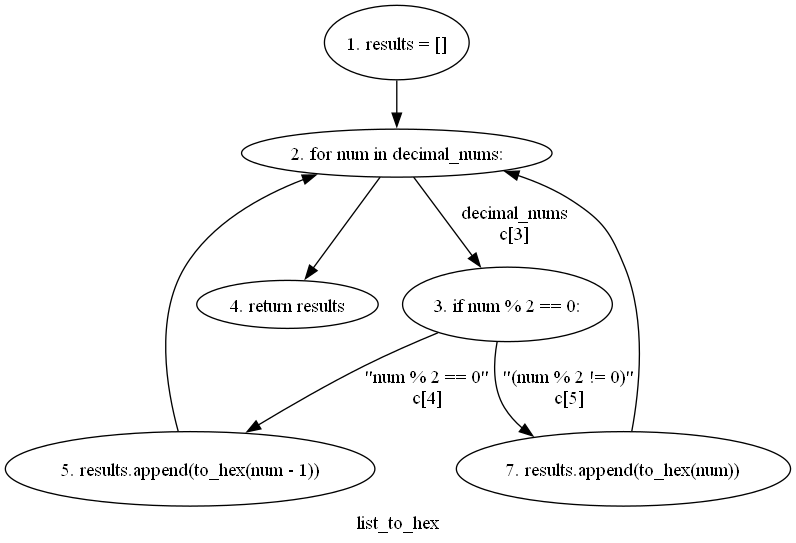 1. results = []
2. for num in decimal_nums:
decimal_nums
c[3]
4. return results
3. if num % 2 == 0:
"num % 2 == 0"
c[4]
"(num % 2 != 0)"
c[5]
5. results.append(to_hex(num - 1))
7. results.append(to_hex(num))
list_to_hex